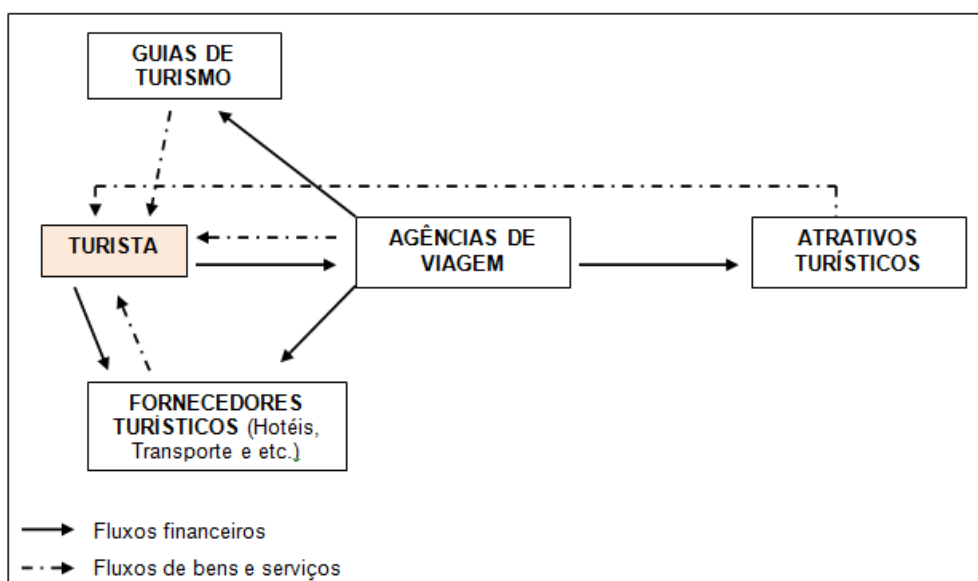 GUIAS DE
TURISMO
TURISTA
AGÊNCIAS DE
VIAGEM
ATRATIVOS
TURÍSTICOS
FORNECEDORES
TURÍSTICOS (Hotéis,
Transporte e etc.)
Fluxos financeiros
Fluxos de bens e serviços